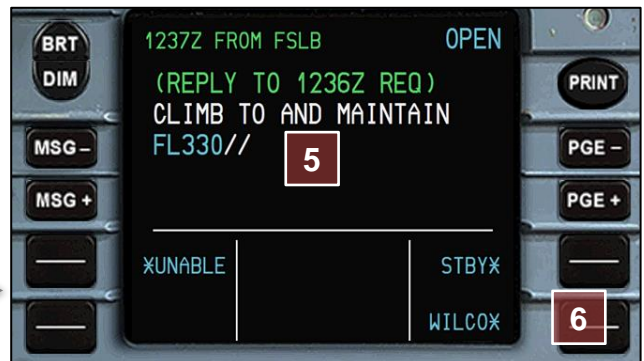 BRT
DIM
1237Z FROM FSLB OPEN
(REPLY TO 1236Z REQ)
CLIMB TO AND MAINTAIN
FL330//
5
PRINT
MSG-
PGE -
MSG +
PGE +
*UNABLE STBY*
WILCO*
6